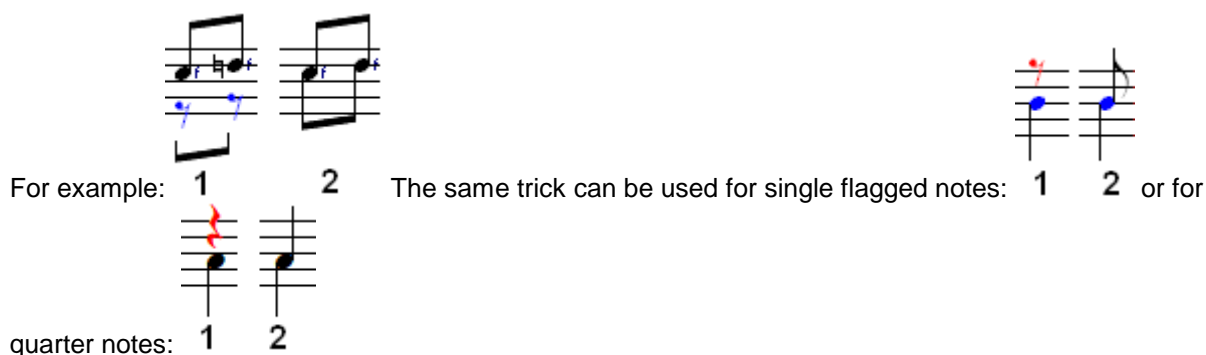 For example: 1 2 The same trick can be used for single flagged notes: 1 2 or for
quarter notes: 1 2